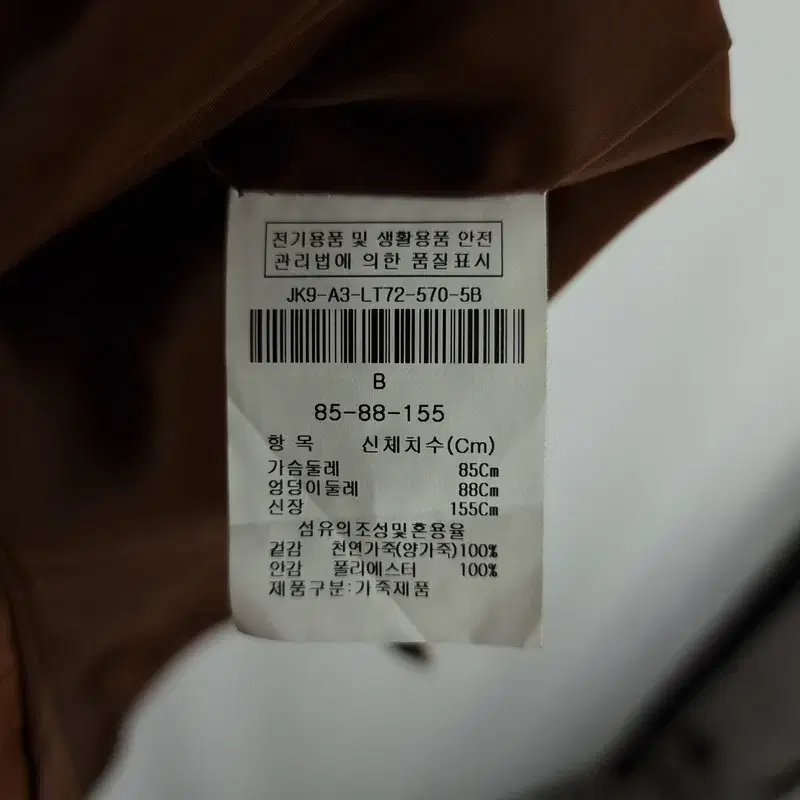 전기용품 및 생활용품 안전
관리법에 의한 품질표시
JK9-A3-LT72-570-5B
B
85-88-155
항 목 신체치수(Cm)
가슴둘레 85Cm
엉덩이둘레 88Cm
신장 155Cm
섬유의조성및혼용율
겉감 천연가죽(양가죽)100%
안감 폴리에스터 100%
제품구분:가죽제품